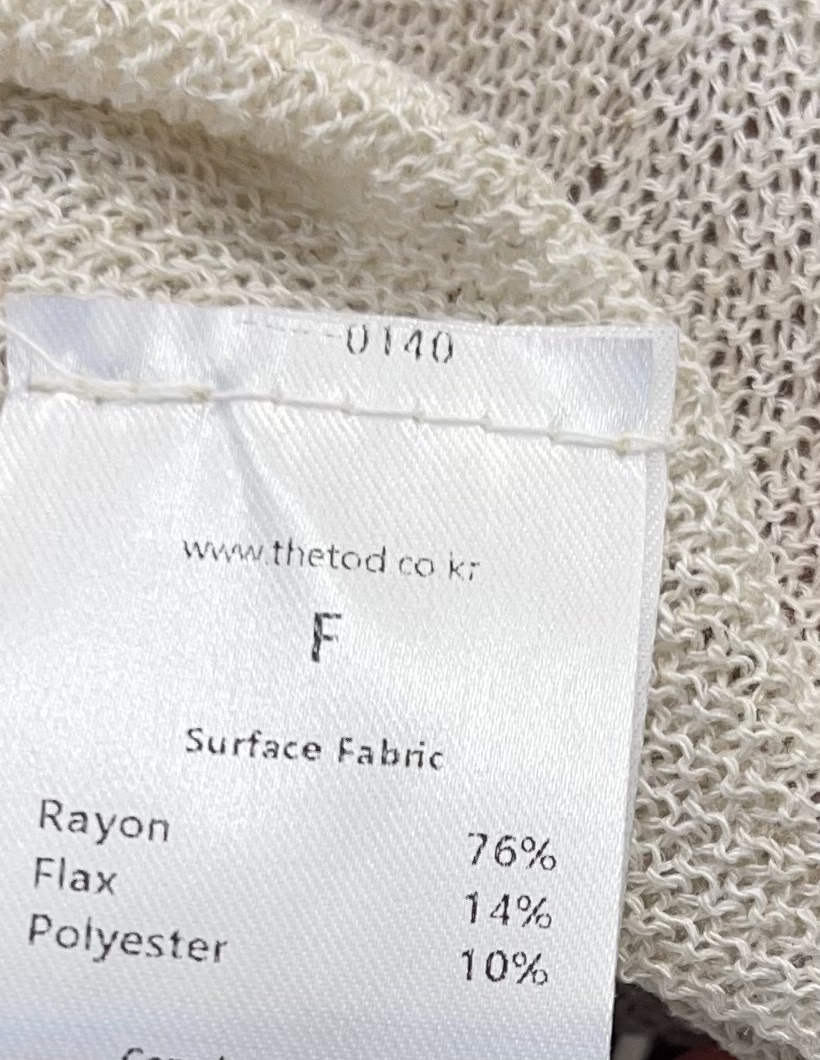 0140
www.thetod.co.kr
F
Surface Fabric
Rayon 76%
Flax 14%
Polyester 10%